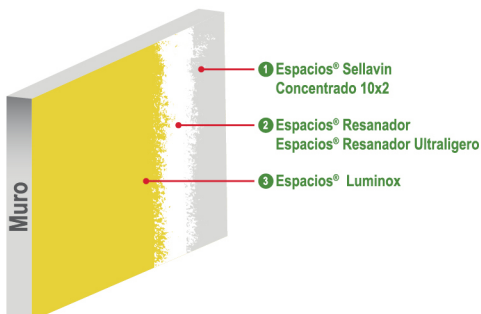 1 Espacios® Sellavin
Concentrado 10x2
2 Espacios® Resanador
Espacios® Resanador Ultraligero
3 Espacios® Luminox
Muro